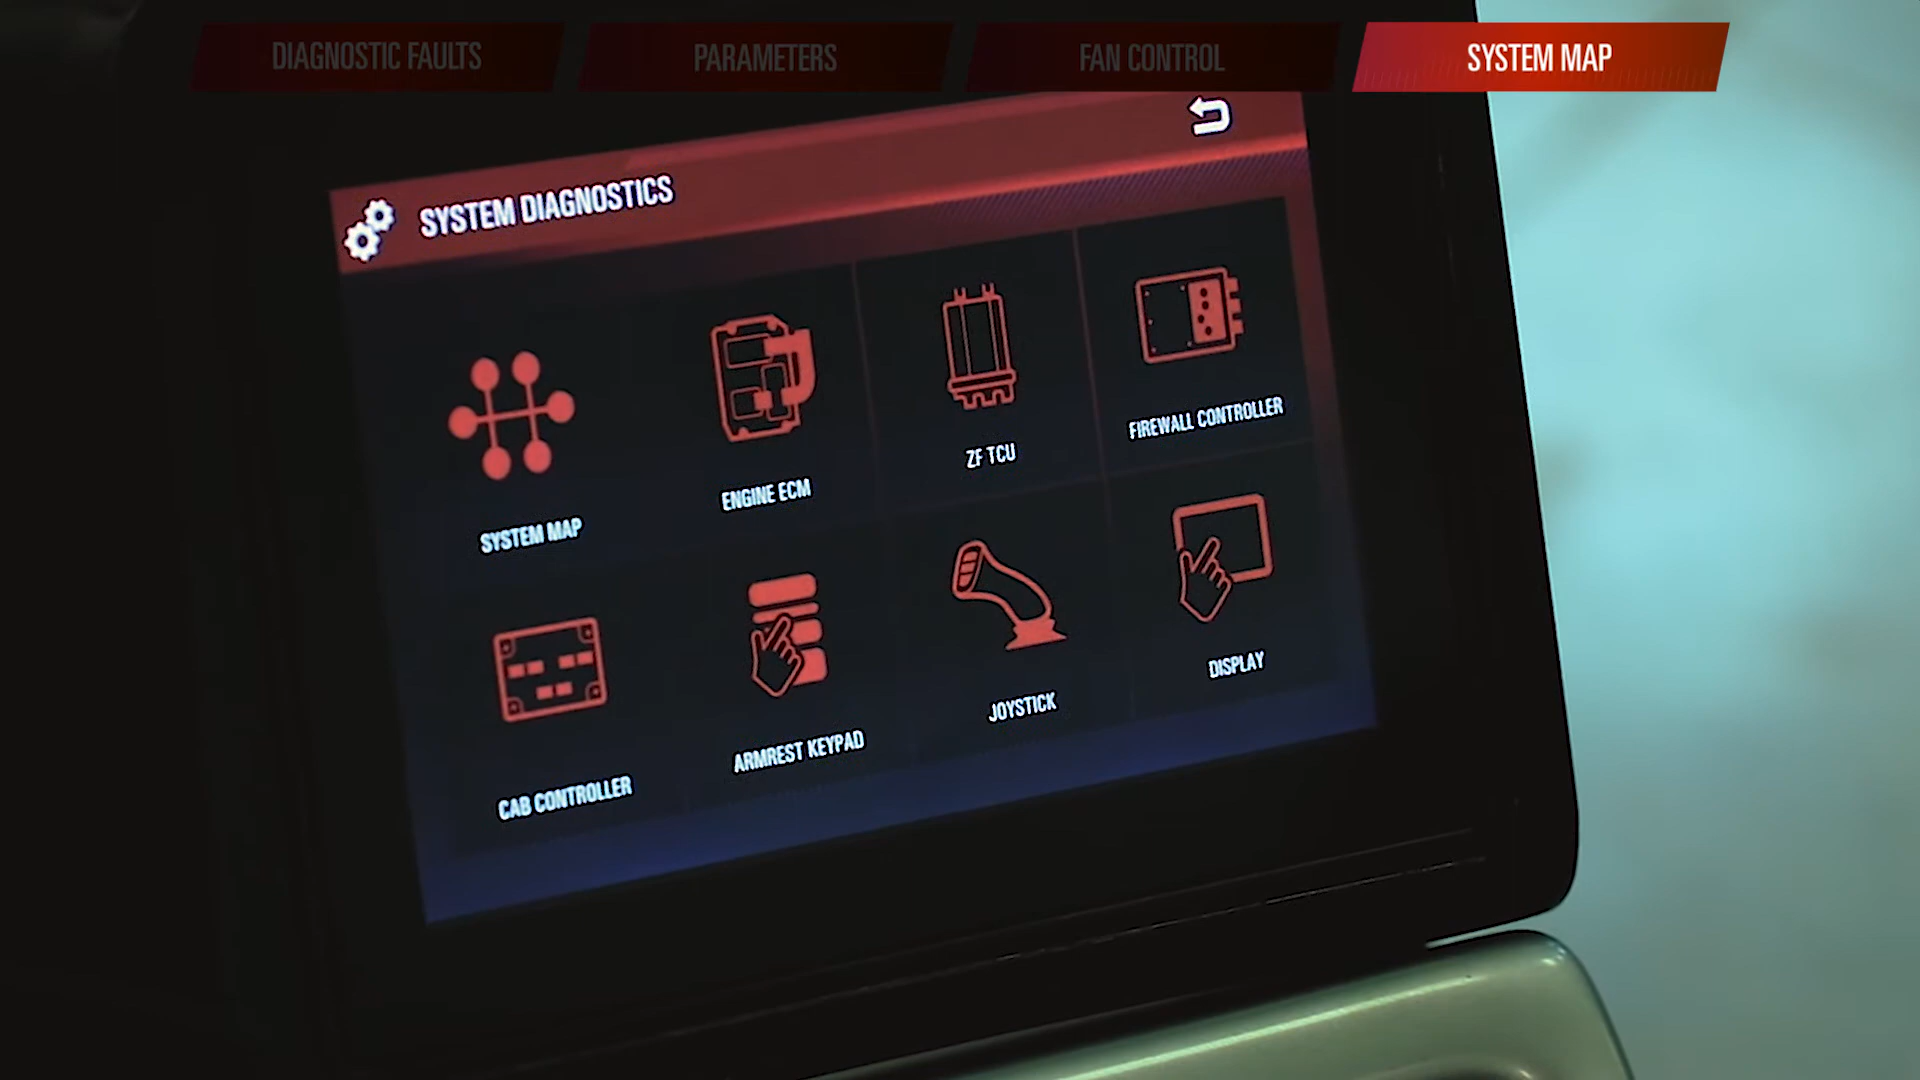 DIAGNOSTIC FAULTS
PARAMETERS
FAN CONTROL
SYSTEM MAP
SYSTEM DIAGNOSTICS
SYSTEM MAP
ENGINE ECM
ZF TCU
FIREWALL CONTROLLER
CAB CONTROLLER
ARMREST KEYPAD
JOYSTICK
DISPLAY